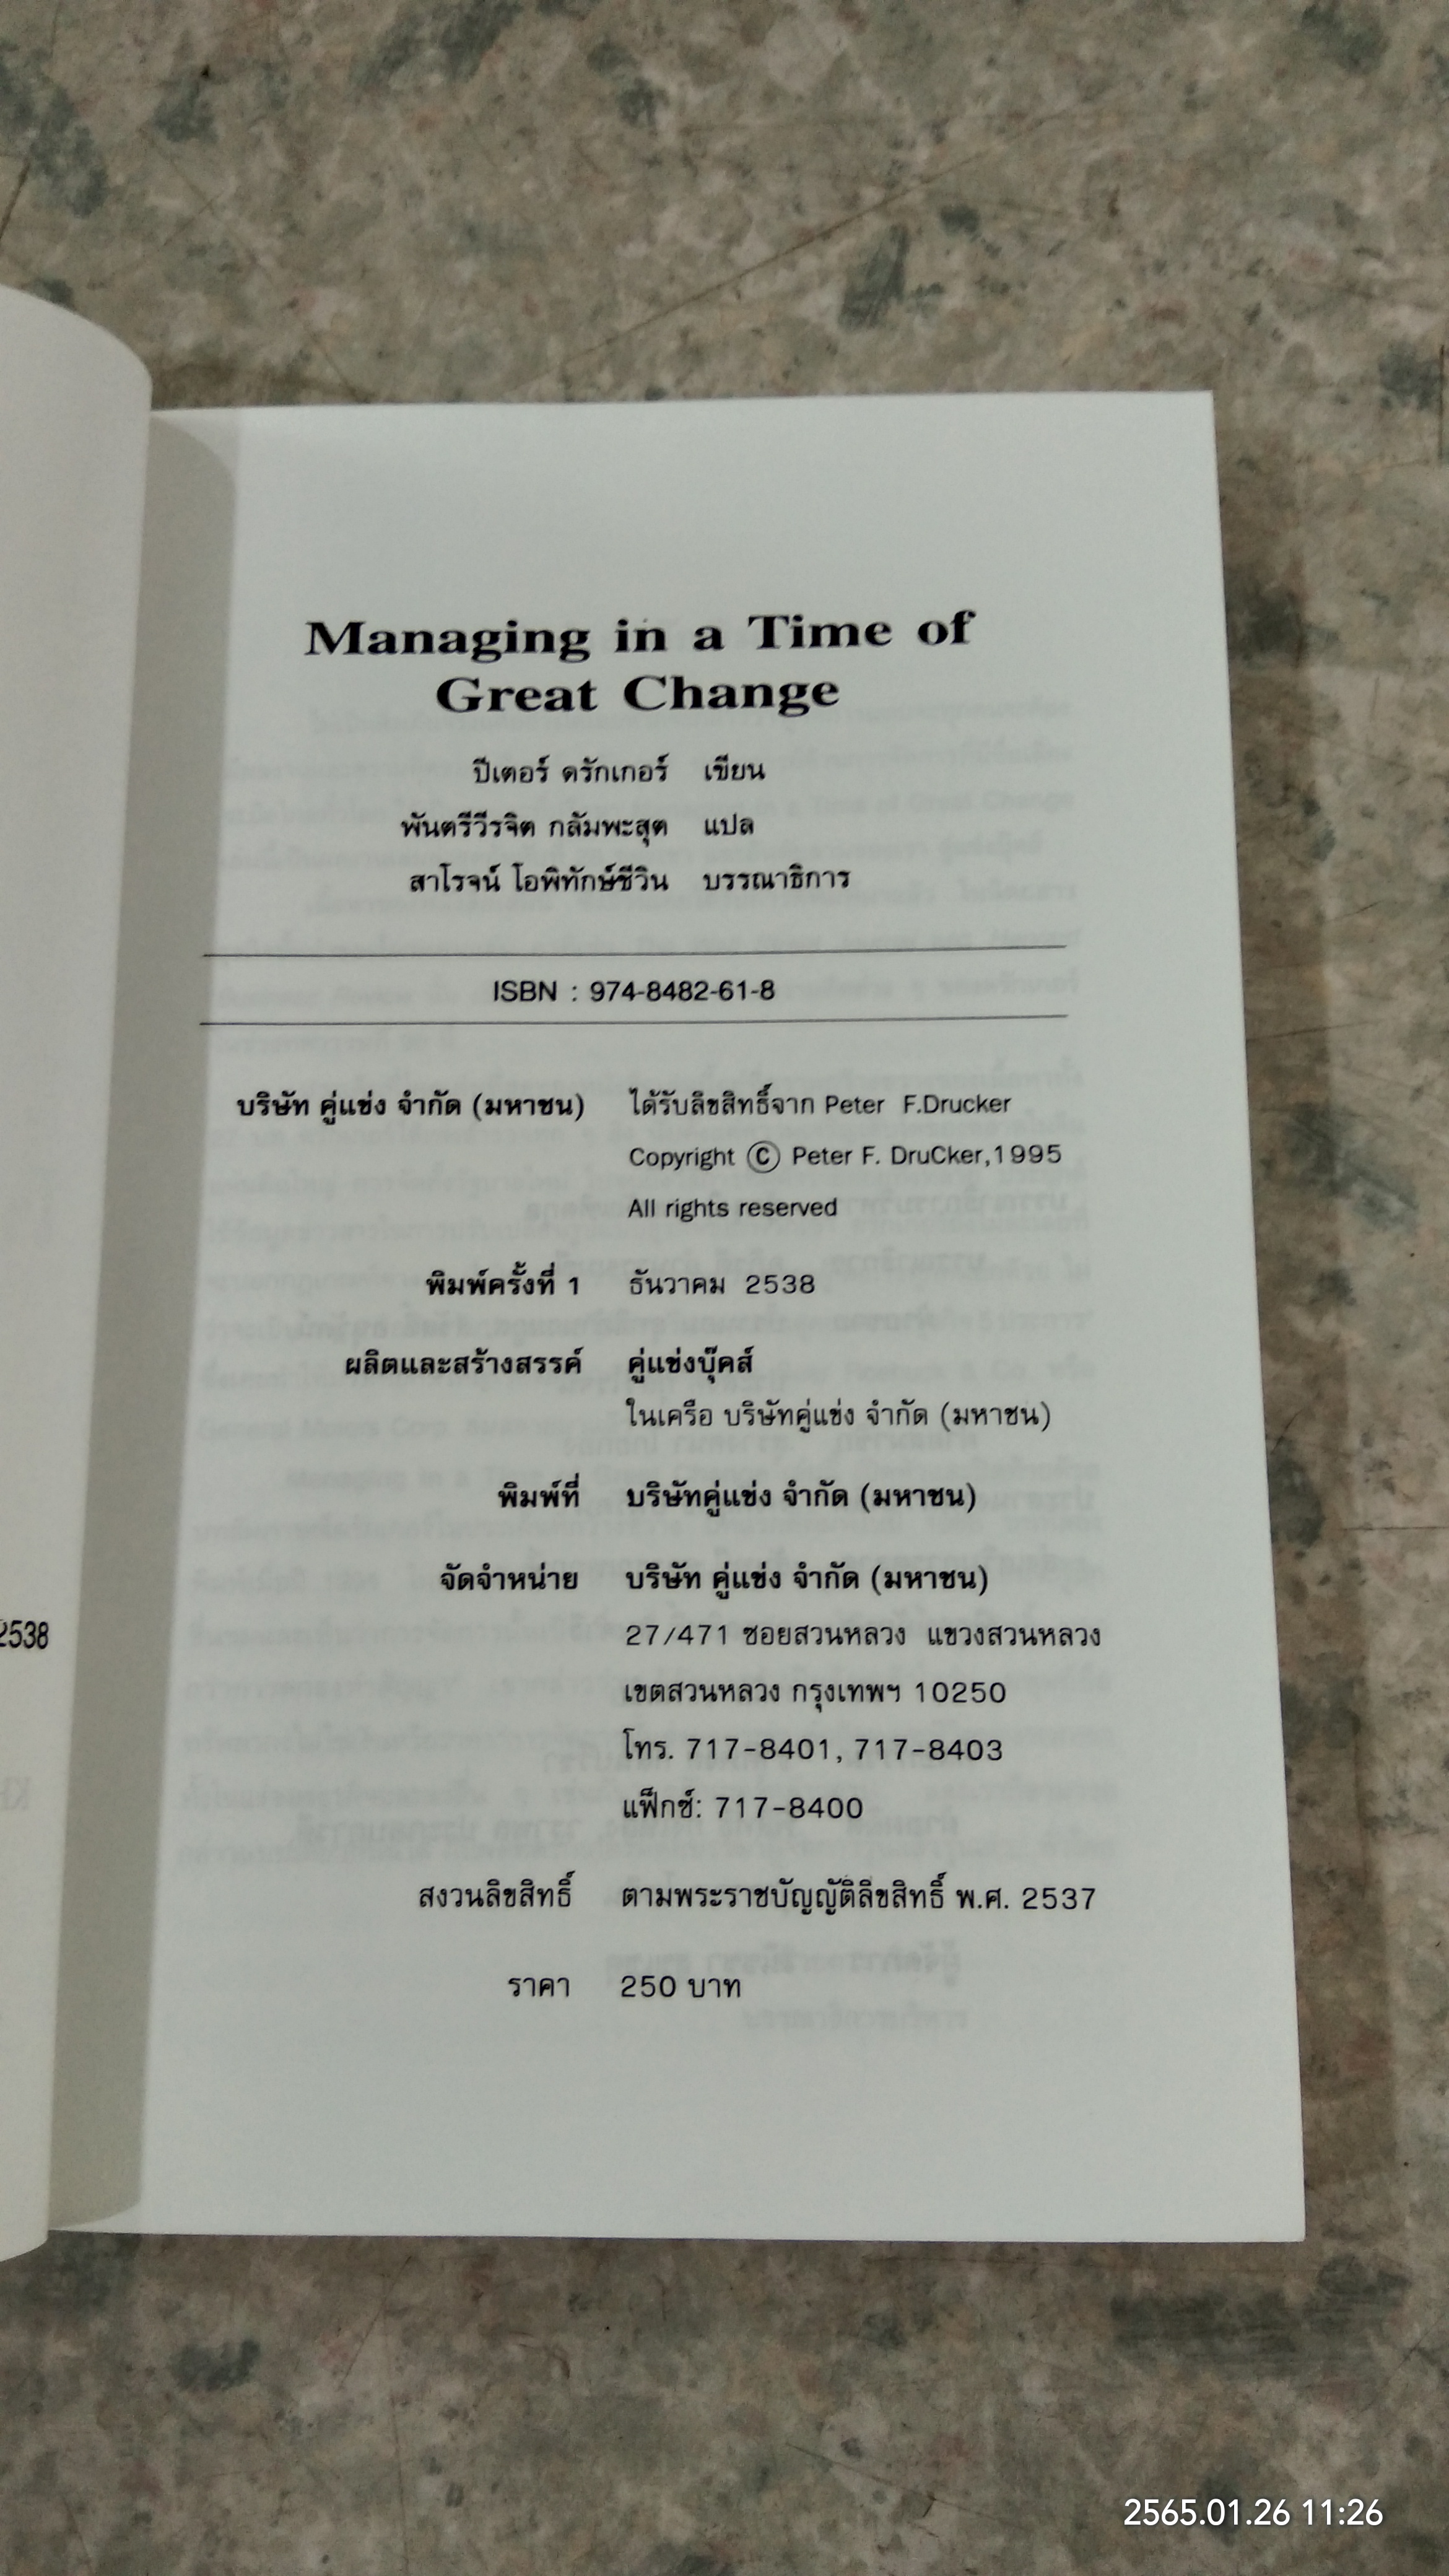 Managing in a Time of
Great Change
ปีเตอร์ ดรักเกอร์ เขียน
พันตรีวีรจิต กลัมพะสุต แปล
สาโรจน์ โอพิทักษ์ชีวิน บรรณาธิการ
ISBN : 974-8482-61-8
บริษัท คู่แข่ง จำกัด (มหาชน) ได้รับลิขสิทธิ์จาก Peter F.Drucker
Copyright © Peter F. DruCker,1995
All rights reserved
พิมพ์ครั้งที่ 1 ธันวาคม 2538
ผลิตและสร้างสรรค์ คู่แข่งบุ๊คส์
ในเครือ บริษัทคู่แข่ง จำกัด (มหาชน)
พิมพ์ที่ บริษัทคู่แข่ง จำกัด (มหาชน)
จัดจำหน่าย บริษัท คู่แข่ง จำกัด (มหาชน)
2538
27/471 ซอยสวนหลวง แขวงสวนหลวง
เขตสวนหลวง กรุงเทพฯ 10250
โทร. 717-8401, 717-8403
แฟ็กซ์: 717-8400
สงวนลิขสิทธิ์ ตามพระราชบัญญัติลิขสิทธิ์ พ.ศ. 2537
ราคา 250 บาท
2565.01.26 11:26